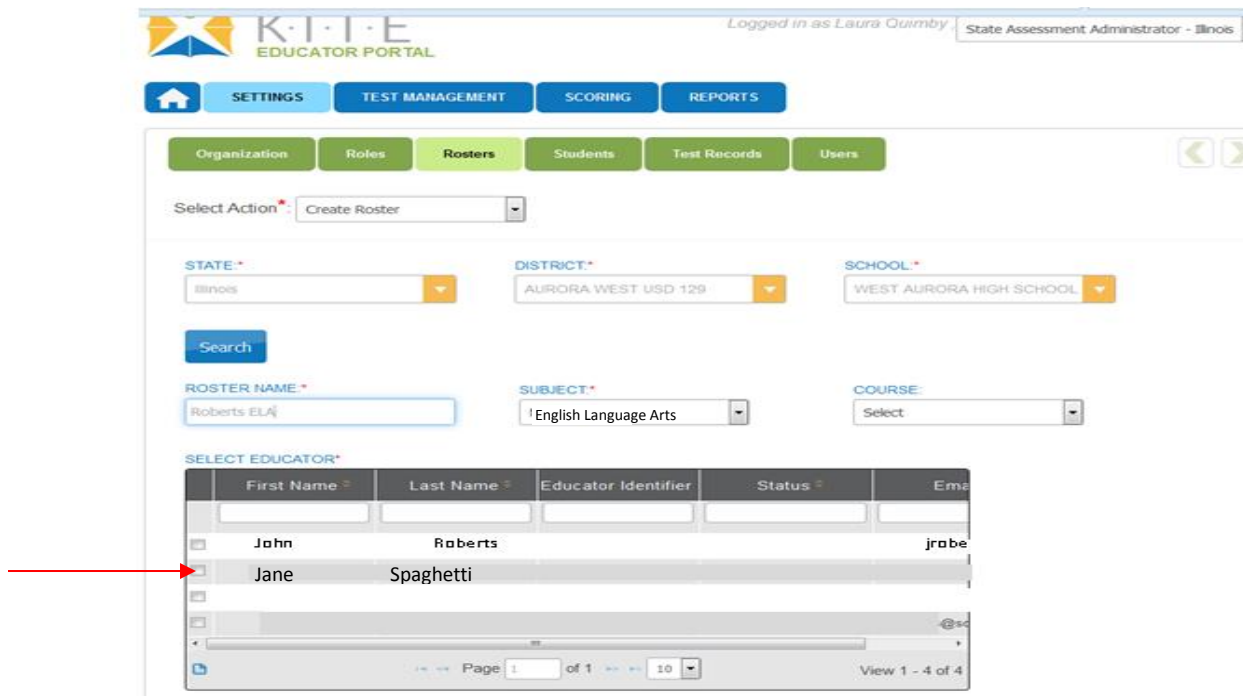 K·I·T·E
EDUCATOR PORTAL
Logged in as Laura Quimby
State Assessment Administrator - Illinois
SETTINGS TEST MANAGEMENT SCORING REPORTS
Organization Roles Rosters Students Test Records Users
Select Action*: Create Roster
STATE:* DISTRICT:* SCHOOL:*
Illinois AURORA WEST USD 129 WEST AURORA HIGH SCHOOL
Search
ROSTER NAME:* SUBJECT:* COURSE:
Roberts ELA English Language Arts Select
SELECT EDUCATOR*
First Name Last Name Educator Identifier Status Ema
John Roberts jrobe
Jane Spaghetti
@sc
Page 1 of 1 10 View 1 - 4 of 4